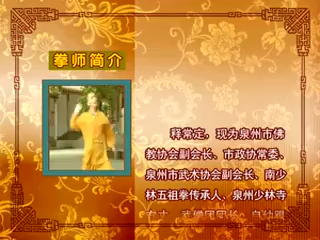 拳师简介
释常定，现为泉州市佛
教协会副会长、市政协常委、
泉州市武术协会副会长、南少
林五祖拳传承人、泉州少林寺